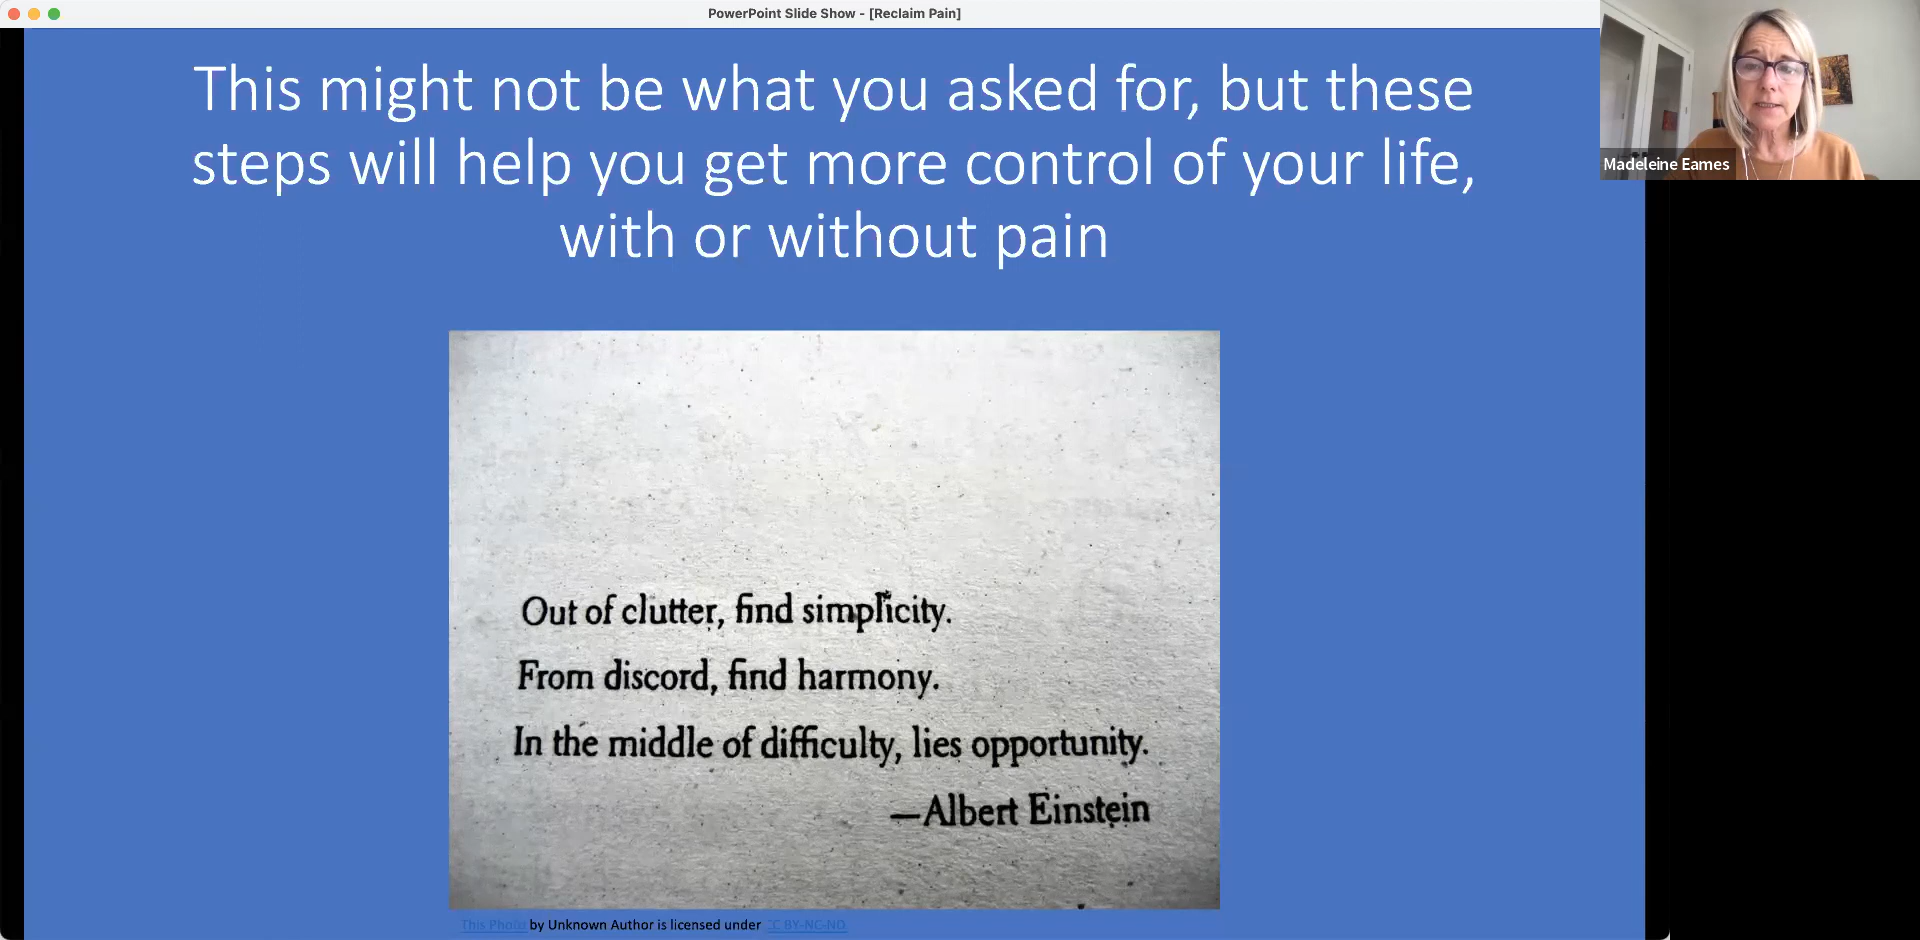 PowerPoint Slide Show - [Reclaim Pain]
This might not be what you asked for, but these
steps will help you get more control of your life,
with or without pain
Madeleine Eames
Out of clutter, find simplicity.
From discord, find harmony.
In the middle of difficulty, lies opportunity.
—Albert Einstein
This Photo by Unknown Author is licensed under CC BY-NC-ND